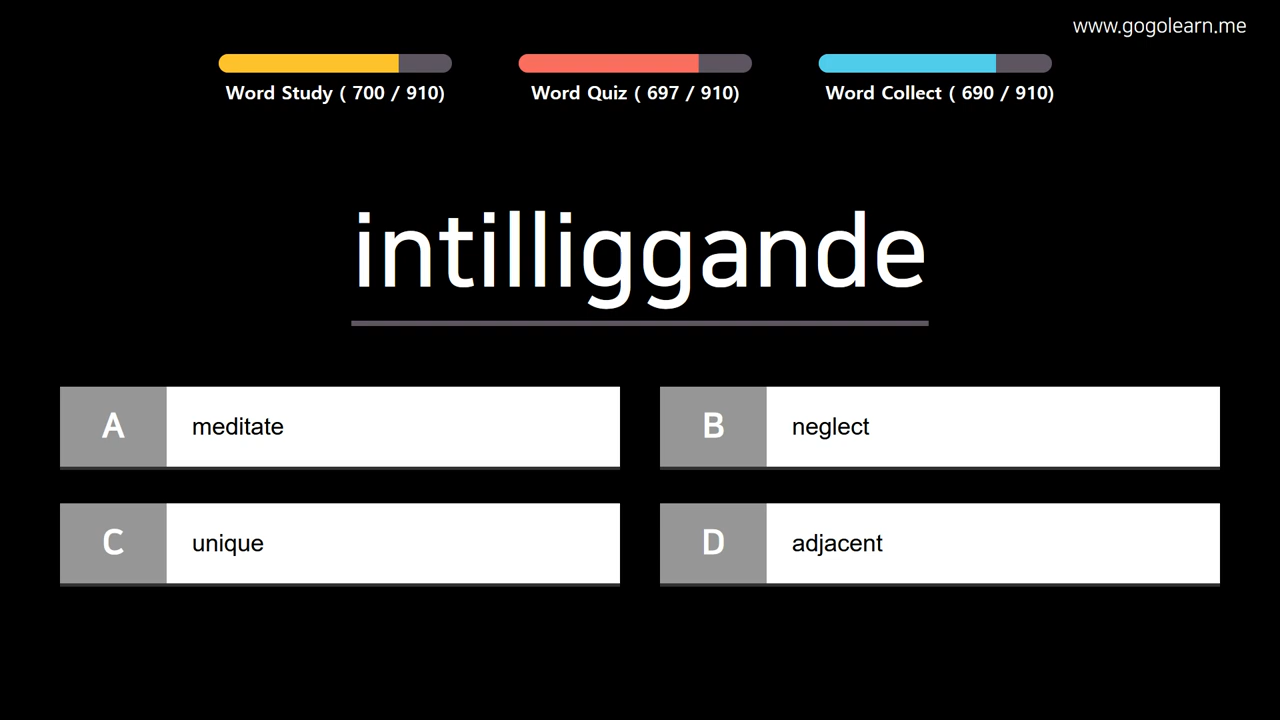 www.gogolearn.me
Word Study ( 700 / 910)
Word Quiz ( 697 / 910)
Word Collect ( 690 / 910)
intilliggande
A meditate
B neglect
C unique
D adjacent